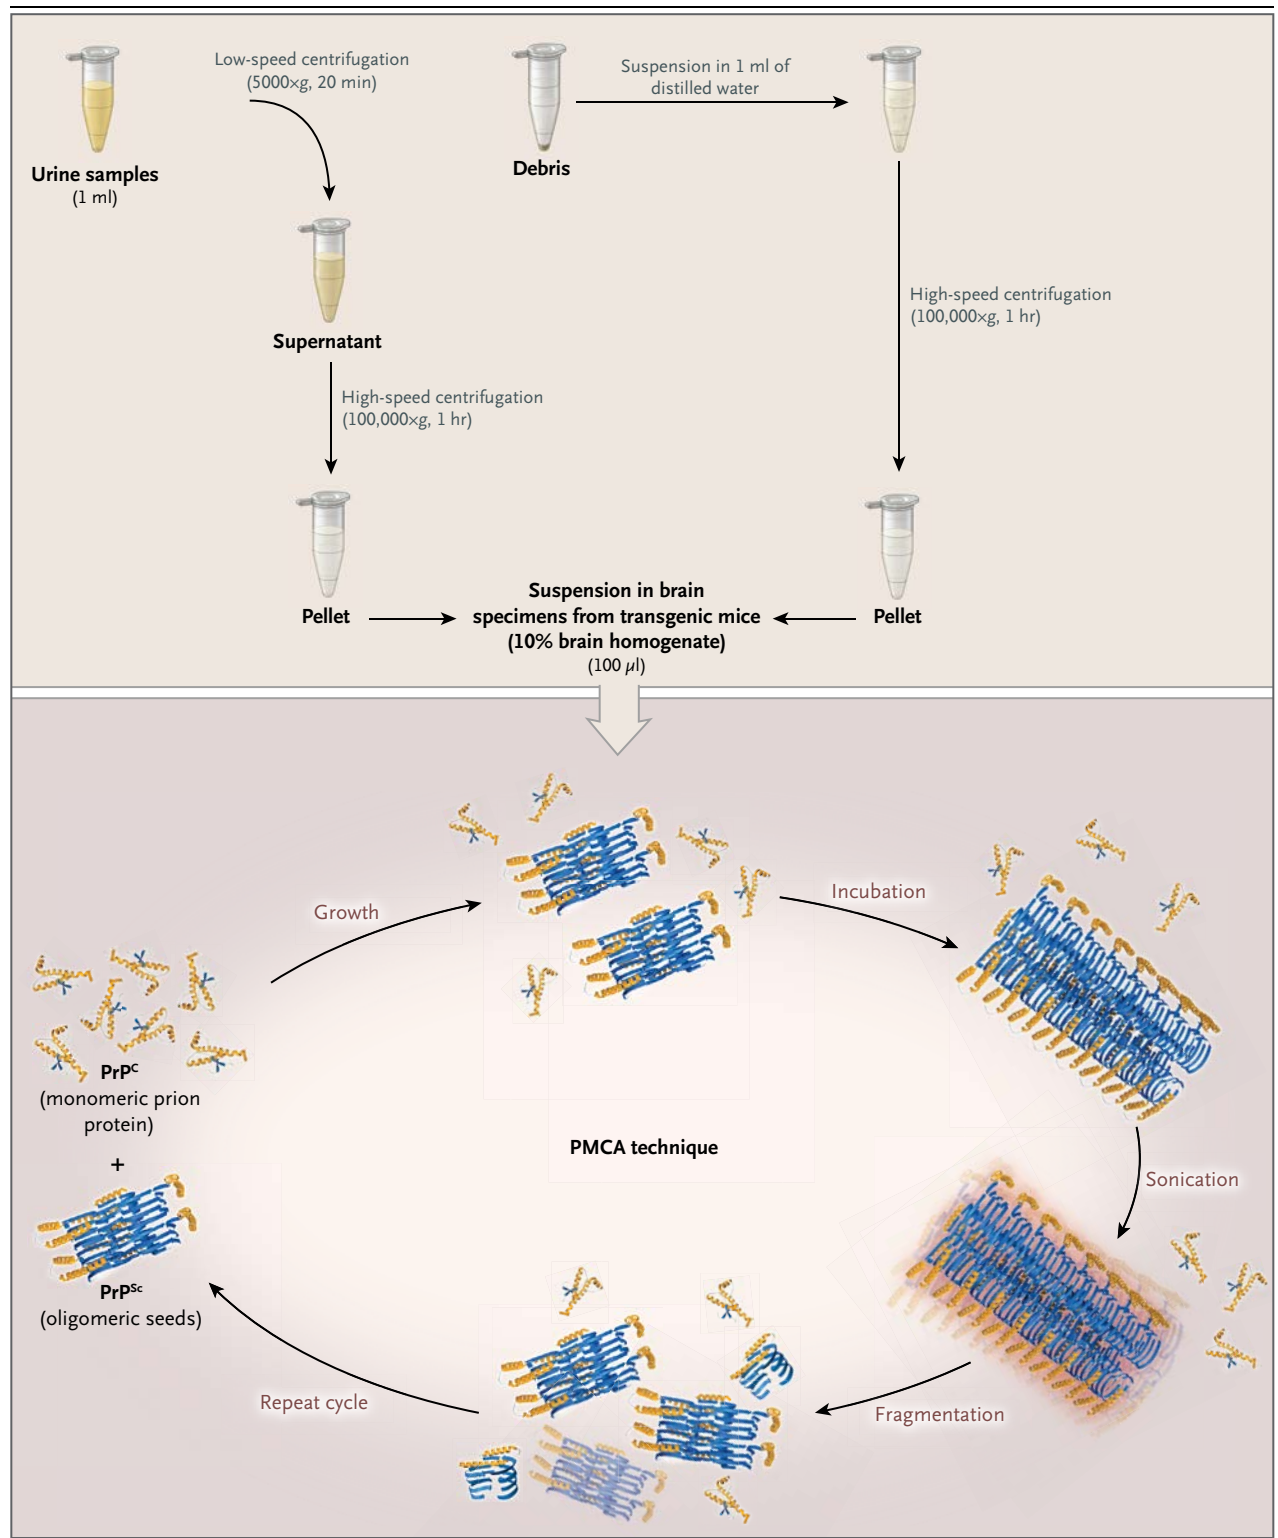 Low-speed centrifugation
(5000×g, 20 min)
Urine samples
(1 ml)
Supernatant
High-speed centrifugation
(100,000×g, 1 hr)
Pellet
Debris
Suspension in 1 ml of
distilled water
High-speed centrifugation
(100,000×g, 1 hr)
Pellet
Suspension in brain
specimens from transgenic mice
(10% brain homogenate)
(100 µl)
Growth
Incubation
PrPC
(monomeric prion
protein)
+
PrPSc
(oligomeric seeds)
PMCA technique
Sonication
Fragmentation
Repeat cycle